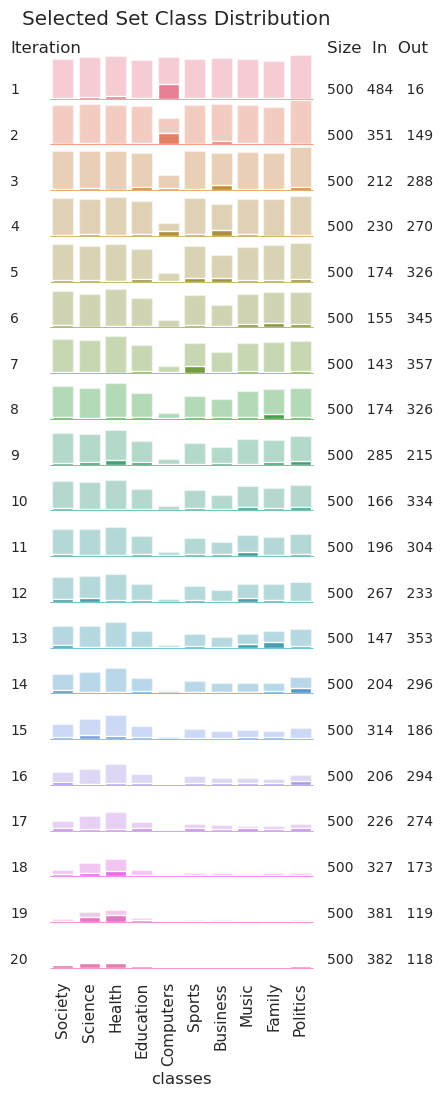 Selected Set Class Distribution
Iteration Size In Out
1 500 484 16
2 500 351 149
3 500 212 288
4 500 230 270
5 500 174 326
6 500 155 345
7 500 143 357
8 500 174 326
9 500 285 215
10 500 166 334
11 500 196 304
12 500 267 233
13 500 147 353
14 500 204 296
15 500 314 186
16 500 206 294
17 500 226 274
18 500 327 173
19 500 381 119
20 500 382 118
Society Science Health Education Computers Sports Business Music Family Politics
classes